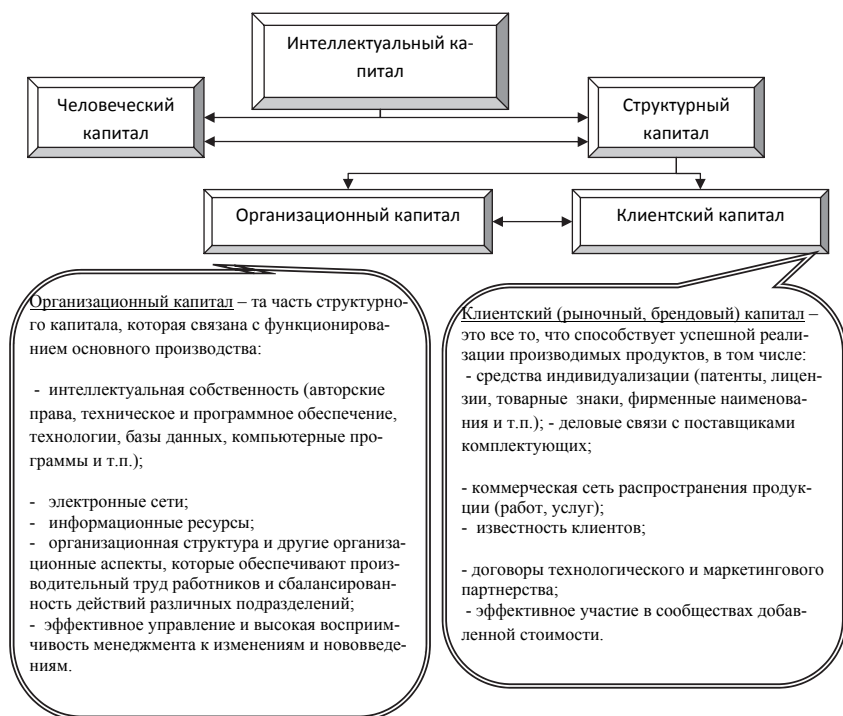 Интеллектуальный ка-
питал
Человеческий
капитал
Структурный
капитал
Организационный капитал
Клиентский капитал
Организационный капитал – та часть структурно-
го капитала, которая связана с функционирова-
нием основного производства:
- интеллектуальная собственность (авторские
права, техническое и программное обеспечение,
технологии, базы данных, компьютерные про-
граммы и т.п.);
- электронные сети;
- информационные ресурсы;
- организационная структура и другие организа-
ционные аспекты, которые обеспечивают произ-
водительный труд работников и сбалансирован-
ность действий различных подразделений;
- эффективное управление и высокая восприим-
чивость менеджмента к изменениям и нововведе-
ниям.
Клиентский (рыночный, брендовый) капитал –
это все то, что способствует успешной реали-
зации производимых продуктов, в том числе:
- средства индивидуализации (патенты, лицен-
зии, товарные знаки, фирменные наименова-
ния и т.п.); - деловые связи с поставщиками
комплектующих;
- коммерческая сеть распространения продук-
ции (работ, услуг);
- известность клиентов;
- договоры технологического и маркетингового
партнерства;
- эффективное участие в сообществах добав-
ленной стоимости.